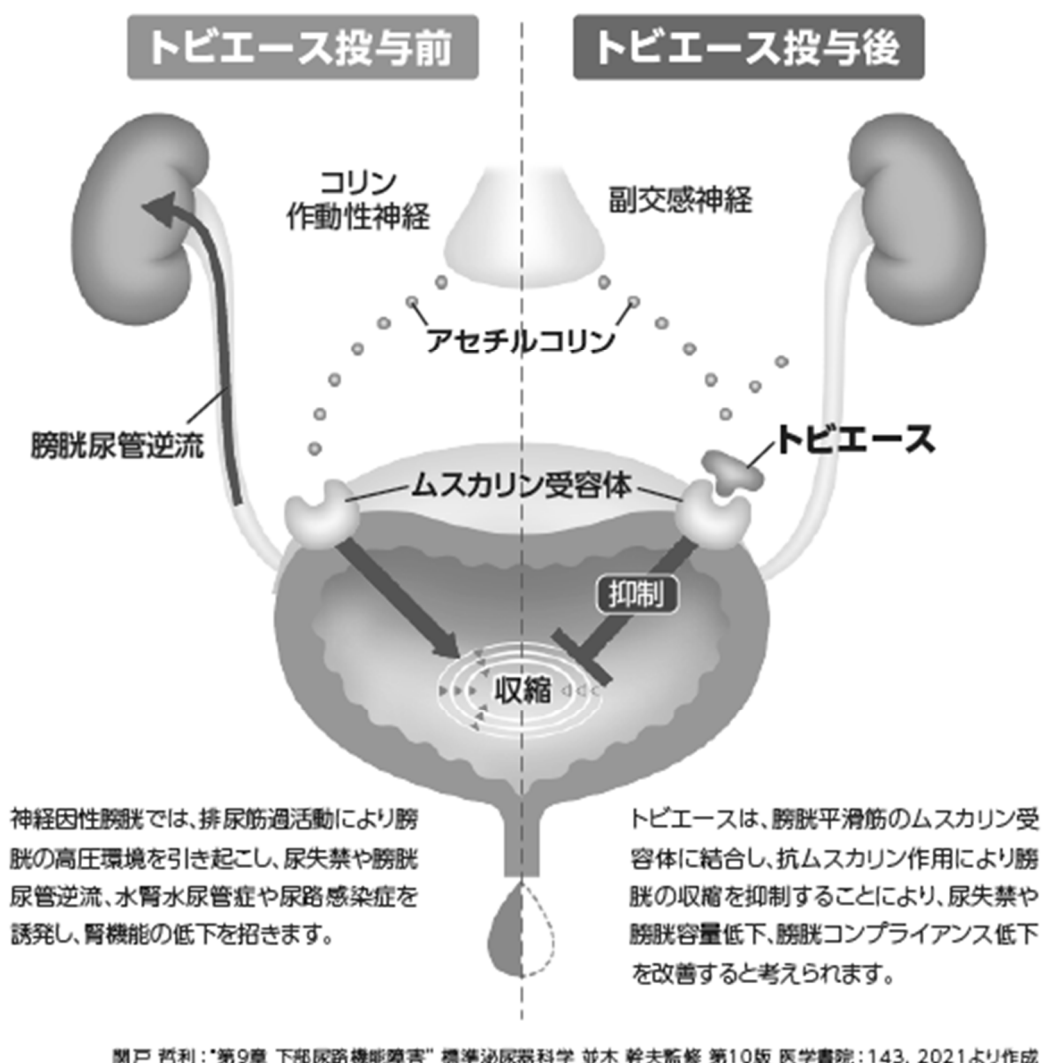 トビエース投与前
トビエース投与後
コリン
作動性神経
副交感神経
アセチルコリン
膀胱尿管逆流
トビエース
ムスカリン受容体
抑制
収縮
神経因性膀胱では、排尿筋過活動により膀
胱の高圧環境を引き起こし、尿失禁や膀胱
尿管逆流、水腎水尿管症や尿路感染症を
誘発し、腎機能の低下を招きます。
トビエースは、膀胱平滑筋のムスカリン受
容体に結合し、抗ムスカリン作用により膀
胱の収縮を抑制することにより、尿失禁や
膀胱容量低下、膀胱コンプライアンス低下
を改善すると考えられます。
関戸 哲利："第9章 下部尿路機能障害" 標準泌尿器科学 並木 幹夫監修 第10版 医学書院：143, 2021より作成